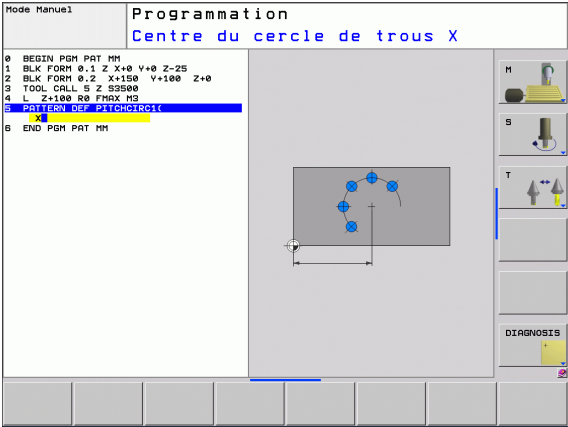 Mode Manuel
Programmation
Centre du cercle de trous X
0 BEGIN PGM PAT MM
1 BLK FORM 0.1 Z X+0 Y+0 Z-25
2 BLK FORM 0.2 X+150 Y+100 Z+0
3 TOOL CALL 5 Z S3500
4 L Z+100 R0 FMAX M3
5 PATTERN DEF PITCHCIRC1(
X
6 END PGM PAT MM
M
S
T
DIAGNOSIS